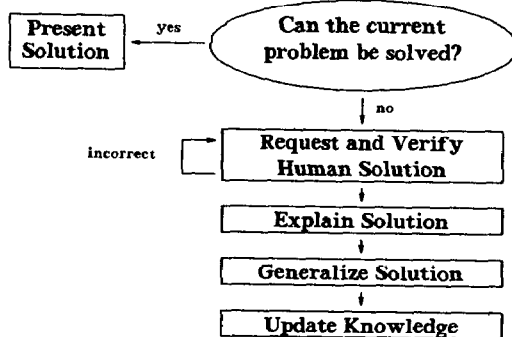 Present
Solution
yes
Can the current
problem be solved?
no
incorrect
Request and Verify
Human Solution
Explain Solution
Generalize Solution
Update Knowledge